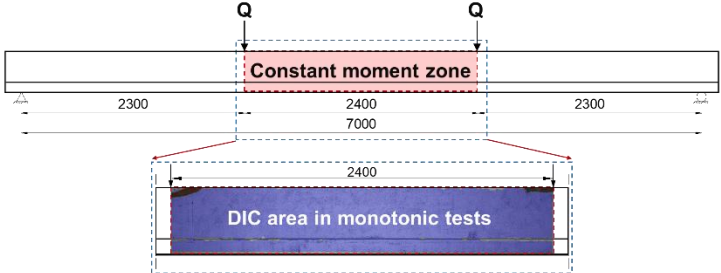 Q Q
Constant moment zone
2300 2400 2300
7000
2400
DIC area in monotonic tests